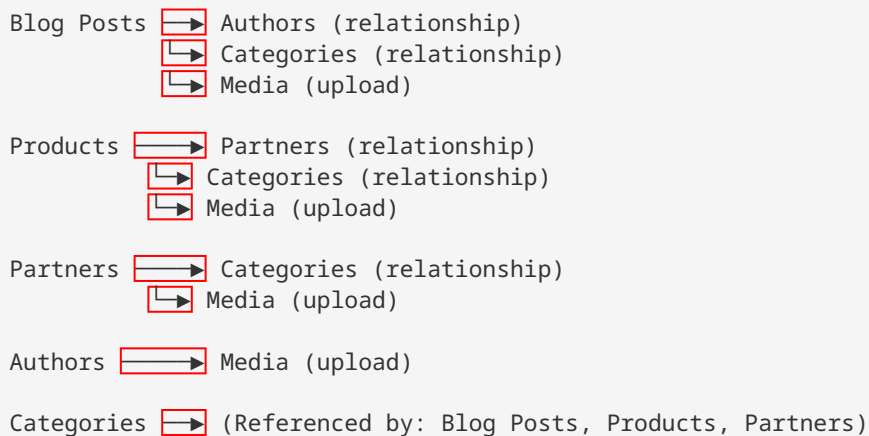 Blog Posts ├─► Authors (relationship)
           └─► Categories (relationship)
           └─► Media (upload)

Products ├───► Partners (relationship)
          └─► Categories (relationship)
          └─► Media (upload)

Partners ├───► Categories (relationship)
          └─► Media (upload)

Authors ├────► Media (upload)

Categories ├─► (Referenced by: Blog Posts, Products, Partners)